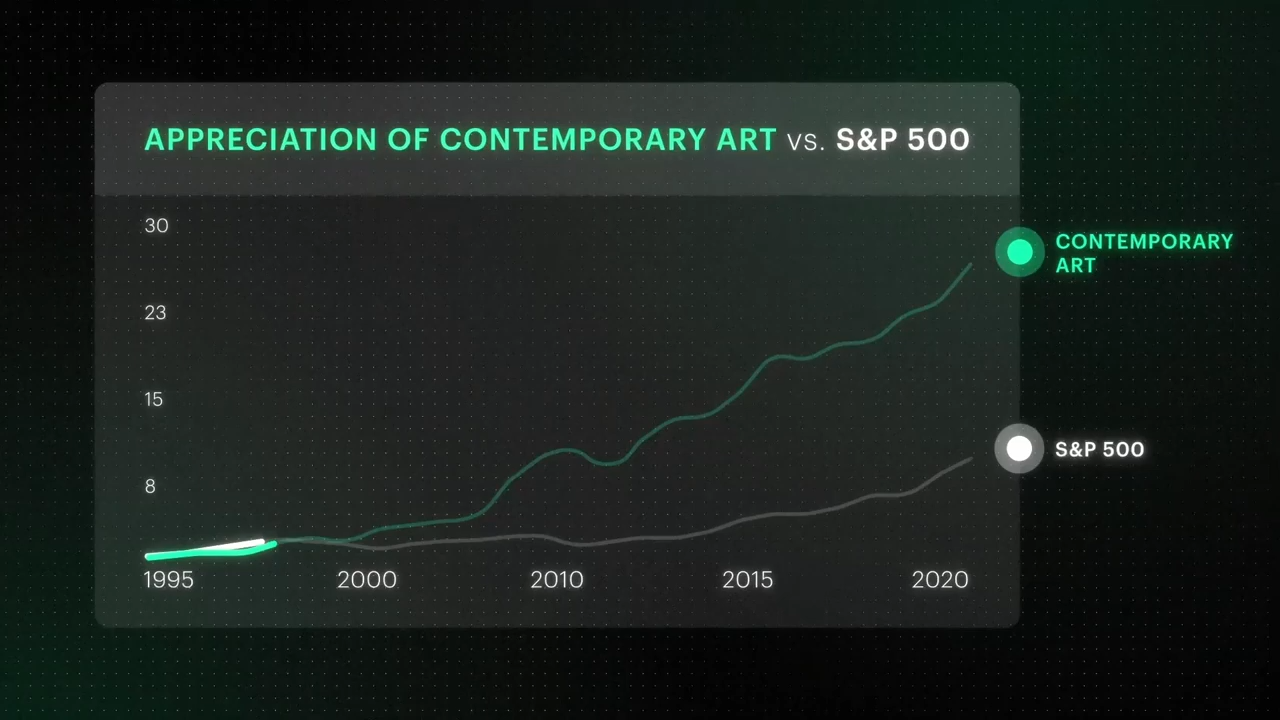 APPRECIATION OF CONTEMPORARY ART VS. S&P 500
30
23
15
8
1995 2000 2010 2015 2020
CONTEMPORARY
ART
S&P 500